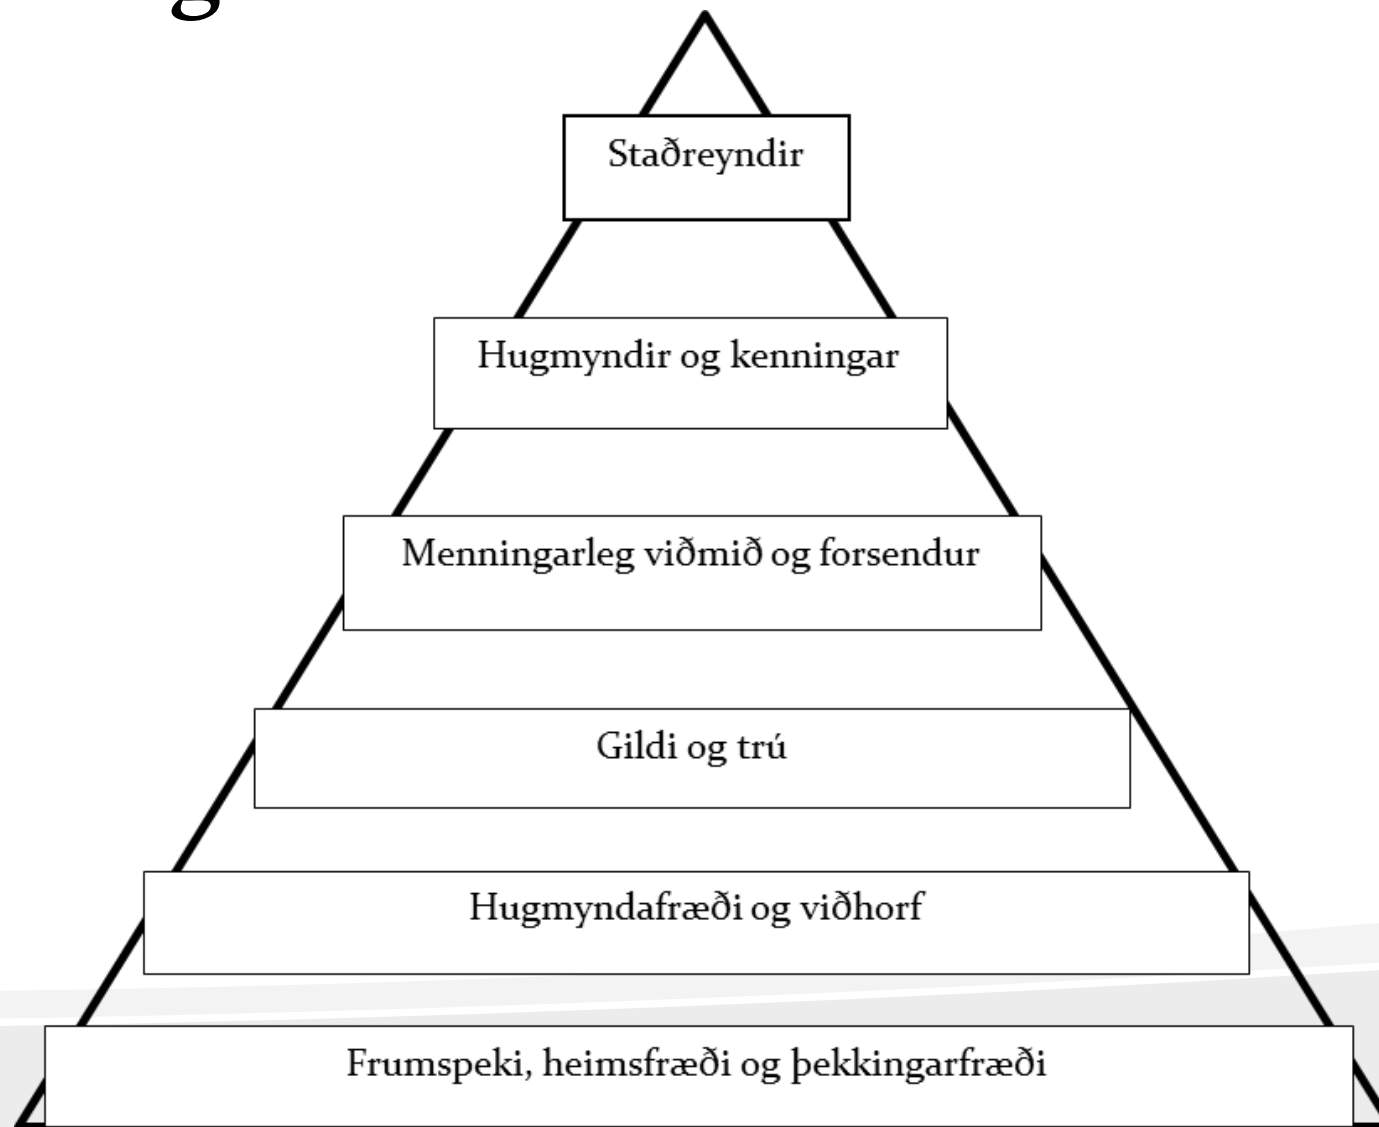 Staðreyndir
Hugmyndir og kenningar
Menningarleg viðmið og forsendur
Gildi og trú
Hugmyndafræði og viðhorf
Frumspeki, heimsfræði og þekkingarfræði